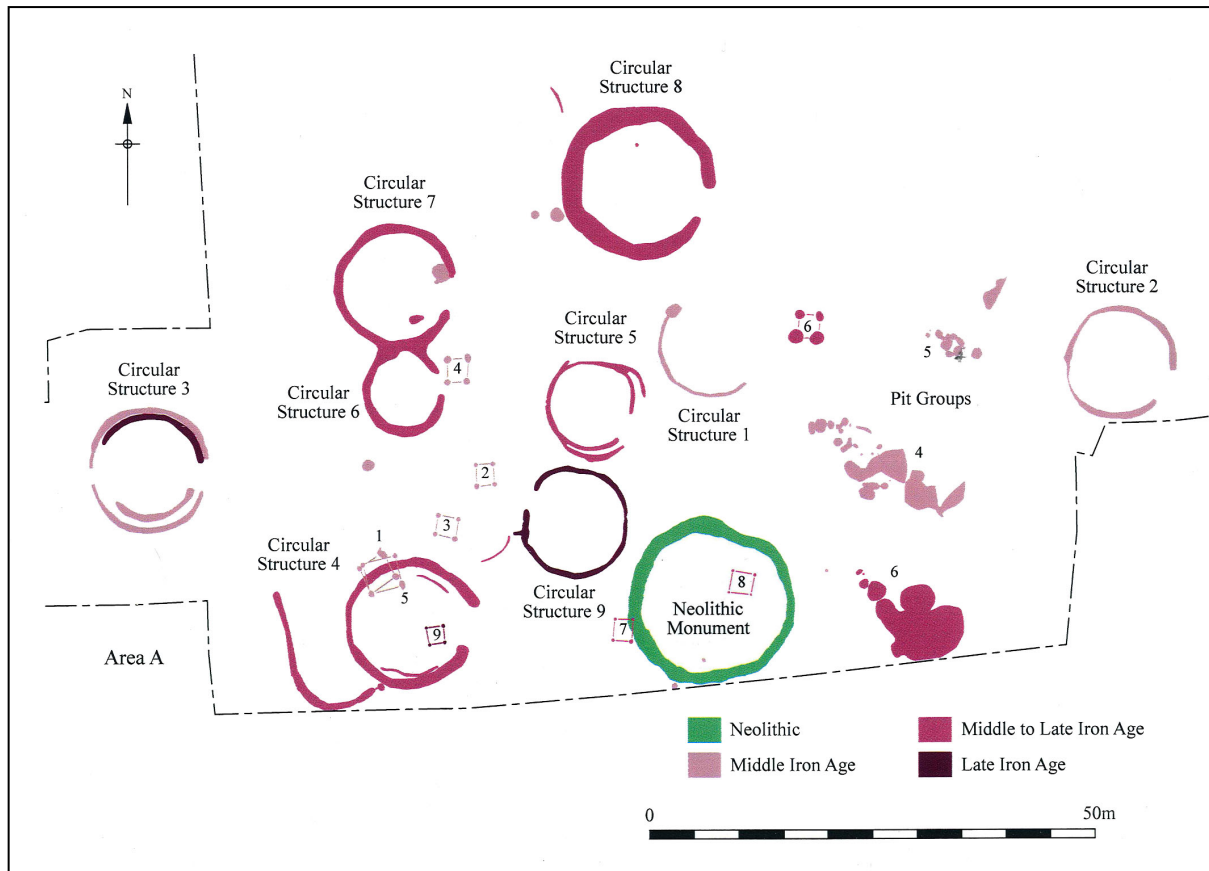 N
Circular
Structure 8
Circular
Structure 7
Circular
Structure 2
Circular
Structure 5
6
5
4
Circular
Structure 3
Circular
Structure 6
Circular
Structure 1
Pit Groups
4
2
3
1
Circular
Structure 4
5
9
Circular
Structure 9
7
8
Neolithic
Monument
6
Area A
Neolithic
Middle Iron Age
Middle to Late Iron Age
Late Iron Age
0
50m